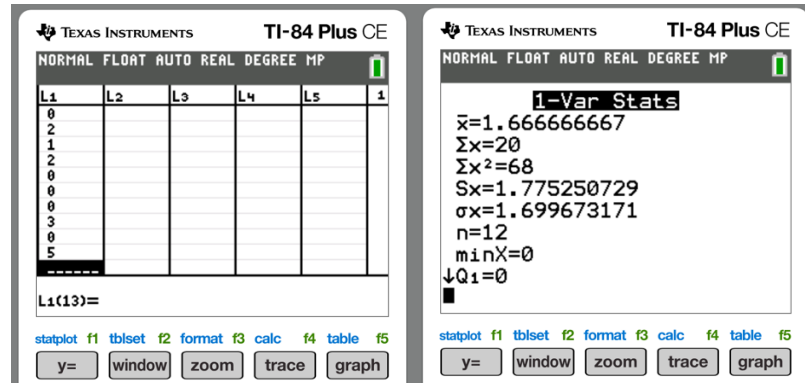 TEXAS INSTRUMENTS TI-84 Plus CE
NORMAL FLOAT AUTO REAL DEGREE MP
L1 L2 L3 L4 L5 1
0
2
1
2
0
0
0
3
0
5
------
L1(13)=
statplot f1 tblset f2 format f3 calc f4 table f5
y= window zoom trace graph
TEXAS INSTRUMENTS TI-84 Plus CE
NORMAL FLOAT AUTO REAL DEGREE MP
1-Var Stats
x̄=1.666666667
Σx=20
Σx²=68
Sx=1.775250729
σx=1.699673171
n=12
minX=0
↓Q₁=0
statplot f1 tblset f2 format f3 calc f4 table f5
y= window zoom trace graph